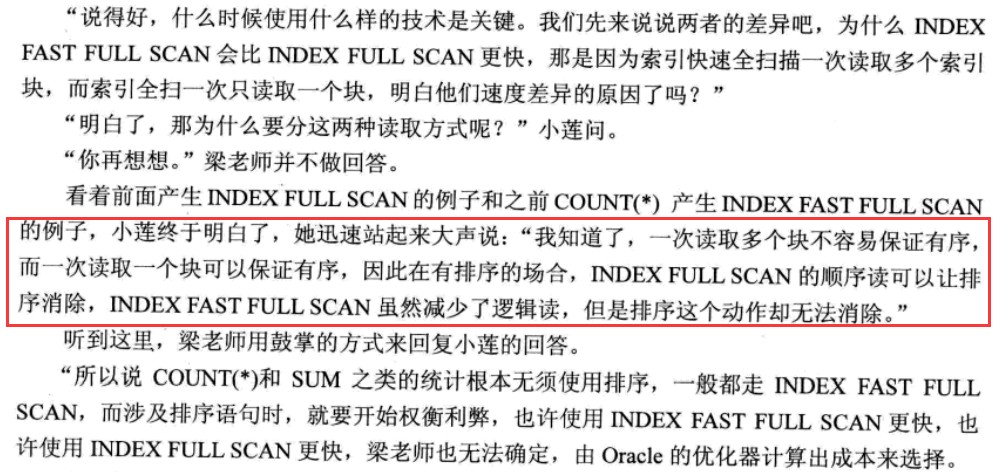 “说得好，什么时候使用什么样的技术是关键。我们先来说说两者的差异吧，为什么 INDEX
FAST FULL SCAN 会比 INDEX FULL SCAN 更快，那是因为索引快速全扫描一次读取多个索引
块，而索引全扫一次只读取一个块，明白他们速度差异的原因了吗？”
“明白了，那为什么要分这两种读取方式呢？”小莲问。
“你再想想。”梁老师并不做回答。
看着前面产生 INDEX FULL SCAN 的例子和之前 COUNT(*) 产生 INDEX FAST FULL SCAN
的例子，小莲终于明白了，她迅速站起来大声说：“我知道了，一次读取多个块不容易保证有序，
而一次读取一个块可以保证有序，因此在有排序的场合，INDEX FULL SCAN 的顺序读可以让排
序消除，INDEX FAST FULL SCAN 虽然减少了逻辑读，但是排序这个动作却无法消除。”
听到这里，梁老师用鼓掌的方式来回复小莲的回答。
“所以说 COUNT(*)和 SUM 之类的统计根本无须使用排序，一般都走 INDEX FAST FULL
SCAN，而涉及排序语句时，就要开始权衡利弊，也许使用 INDEX FAST FULL SCAN 更快，也
许使用 INDEX FULL SCAN 更快，梁老师也无法确定，由 Oracle 的优化器计算出成本来选择。